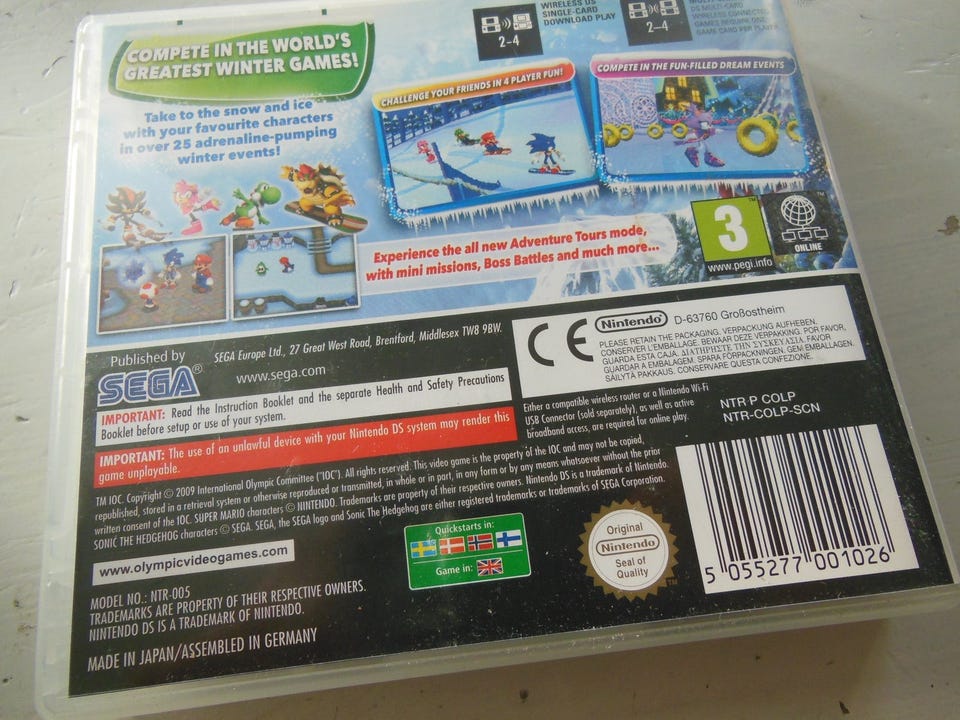 COMPETE IN THE WORLD'S
GREATEST WINTER GAMES!
Take to the snow and ice
with your favourite characters
in over 25 adrenaline-pumping
winter events!
2-4
WIRELESS DS
SINGLE-CARD
DOWNLOAD PLAY
2-4
DS MULTI-CARD
WIRELESS CONNECTED
GAMES REQUIRE ONE
GAME CARD PER PLAYER
CHALLENGE YOUR FRIENDS IN 4 PLAYER FUN!
COMPETE IN THE FUN-FILLED DREAM EVENTS
Experience the all new Adventure Tours mode,
with mini missions, Boss Battles and much more...
3
™
www.pegi.info
ONLINE
Published by
SEGA®
SEGA Europe Ltd., 27 Great West Road, Brentford, Middlesex TW8 9BW.
www.sega.com
IMPORTANT: Read the Instruction Booklet and the separate Health and Safety Precautions
Booklet before setup or use of your system.
IMPORTANT: The use of an unlawful device with your Nintendo DS system may render this
game unplayable.
CE
Nintendo®
D-63760 Großostheim
PLEASE RETAIN THE PACKAGING. VERPACKUNG AUFHEBEN.
CONSERVER L'EMBALLAGE. BEWAAR DEZE VERPAKKING. POR FAVOR,
GUARDA ESTA CAJA. ΔΙΑΤΗΡΗΣΤΕ ΤΗΝ ΣΥΣΚΕΥΑΣΙΑ. FAVOR
GUARDAR A EMBALAGEM. SPARA FÖRPACKNINGEN. GEM EMBALLAGEN.
SÄILYTÄ PAKKAUS. CONSERVARE QUESTA CONFEZIONE.
Either a compatible wireless router or a Nintendo Wi-Fi
USB Connector (sold separately), as well as active
broadband access, are required for online play.
NTR P COLP
NTR-COLP-SCN
TM IOC. Copyright © 2009 International Olympic Committee ("IOC"). All rights reserved. This video game is the property of the IOC and may not be copied,
republished, stored in a retrieval system or otherwise reproduced or transmitted, in whole or in part, in any form or by any means whatsoever without the prior
written consent of the IOC. SUPER MARIO characters © NINTENDO. Trademarks are property of their respective owners. Nintendo DS is a trademark of Nintendo.
SONIC THE HEDGEHOG characters © SEGA. SEGA, the SEGA logo and Sonic The Hedgehog are either registered trademarks or trademarks of SEGA Corporation.
www.olympicvideogames.com
Quickstarts in:
Game in:
Original
Nintendo
Seal of
Quality
TM
5 055277 001026
MODEL NO.: NTR-005
TRADEMARKS ARE PROPERTY OF THEIR RESPECTIVE OWNERS.
NINTENDO DS IS A TRADEMARK OF NINTENDO.
MADE IN JAPAN/ASSEMBLED IN GERMANY